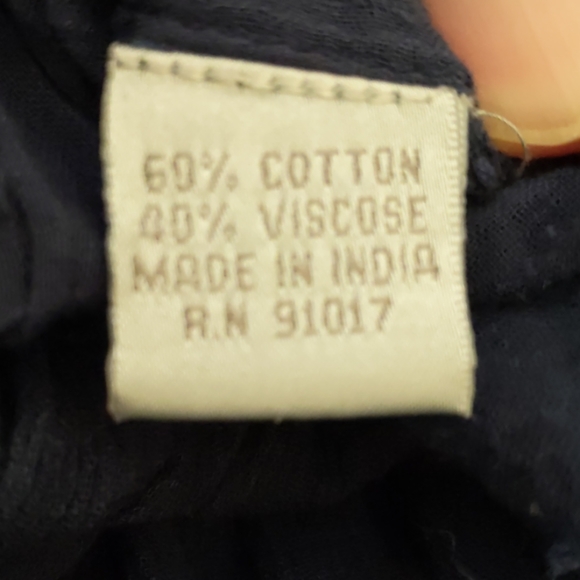 60% COTTON
40% VISCOSE
MADE IN INDIA
R.N 91017